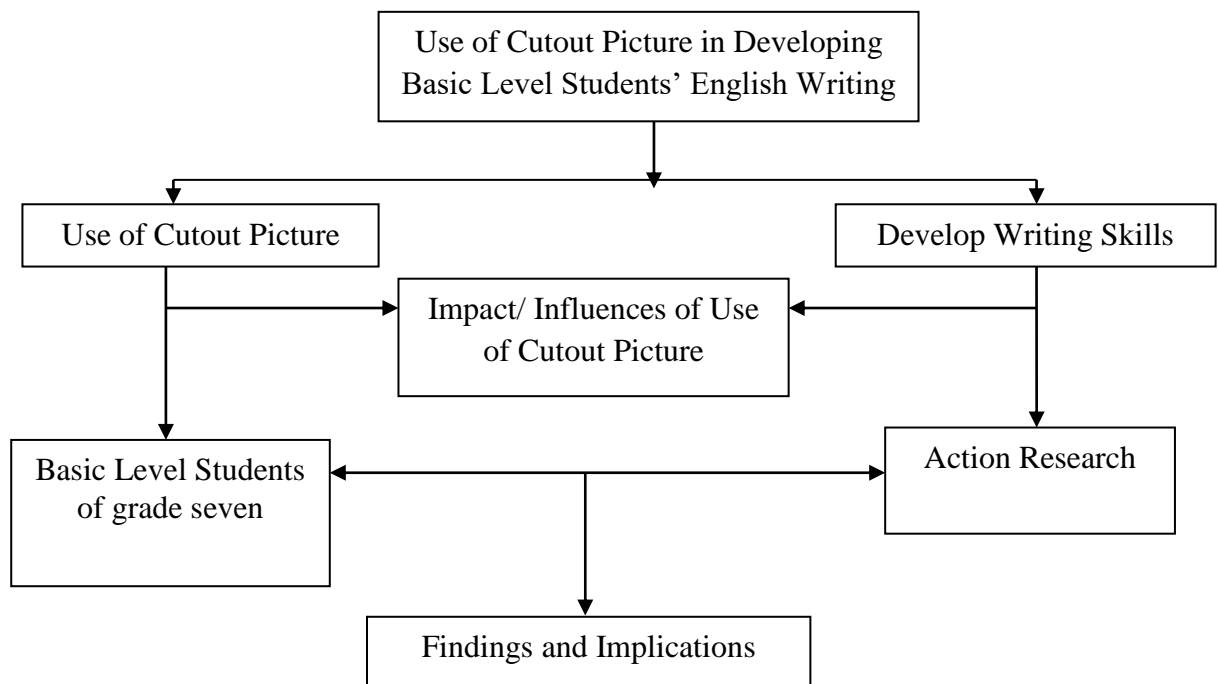 Use of Cutout Picture in Developing
Basic Level Students’ English Writing
Use of Cutout Picture
Develop Writing Skills
Impact/ Influences of Use
of Cutout Picture
Basic Level Students
of grade seven
Action Research
Findings and Implications